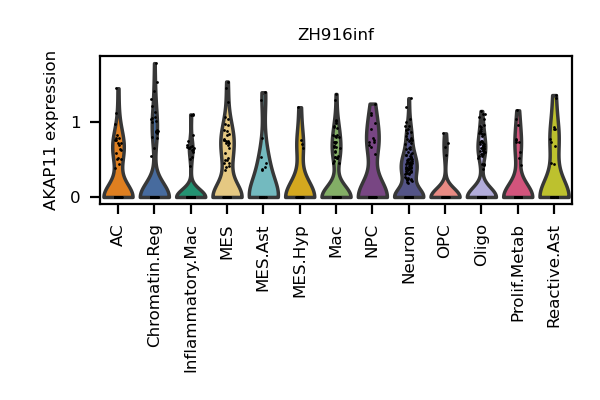 ZH916inf
AKAP11 expression
1
0
AC
Chromatin.Reg
Inflammatory.Mac
MES
MES.Ast
MES.Hyp
Mac
NPC
Neuron
OPC
Oligo
Prolif.Metab
Reactive.Ast